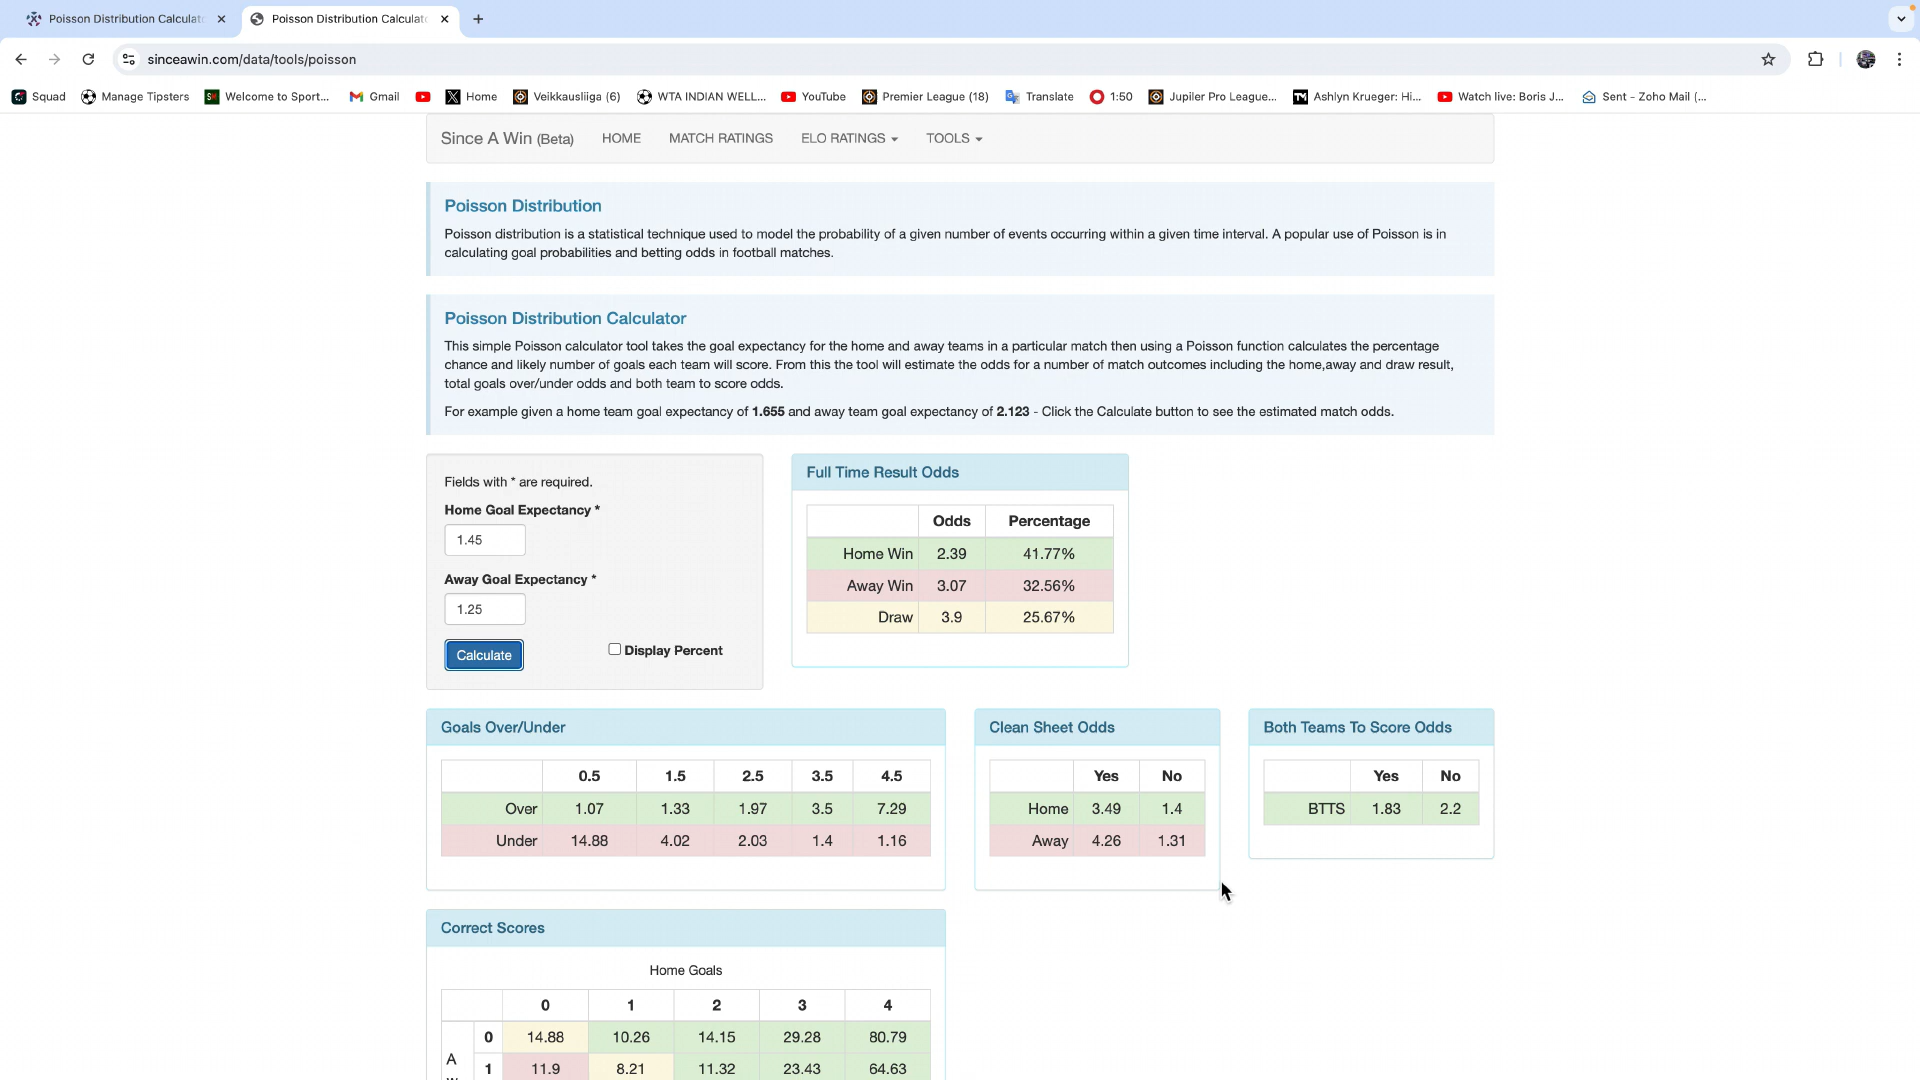 Poisson Distribution Calculat
Poisson Distribution Calculat
sinceawin.com/data/tools/poisson
Squad Manage Tipsters Welcome to Sport... Gmail Home Veikkausliiga (6) WTA INDIAN WELL... YouTube Premier League (18) Translate 1:50 Jupiler Pro League... Ashlyn Krueger: Hi... Watch live: Boris J... Sent - Zoho Mail (...
Since A Win (Beta) HOME MATCH RATINGS ELO RATINGS TOOLS
Poisson Distribution
Poisson distribution is a statistical technique used to model the probability of a given number of events occurring within a given time interval. A popular use of Poisson is in
calculating goal probabilities and betting odds in football matches.
Poisson Distribution Calculator
This simple Poisson calculator tool takes the goal expectancy for the home and away teams in a particular match then using a Poisson function calculates the percentage
chance and likely number of goals each team will score. From this the tool will estimate the odds for a number of match outcomes including the home,away and draw result,
total goals over/under odds and both team to score odds.
For example given a home team goal expectancy of 1.655 and away team goal expectancy of 2.123 - Click the Calculate button to see the estimated match odds.
Fields with * are required.
Home Goal Expectancy *
1.45
Away Goal Expectancy *
1.25
Calculate Display Percent
Full Time Result Odds
Odds Percentage
Home Win 2.39 41.77%
Away Win 3.07 32.56%
Draw 3.9 25.67%
Goals Over/Under
0.5 1.5 2.5 3.5 4.5
Over 1.07 1.33 1.97 3.5 7.29
Under 14.88 4.02 2.03 1.4 1.16
Clean Sheet Odds
Yes No
Home 3.49 1.4
Away 4.26 1.31
Both Teams To Score Odds
Yes No
BTTS 1.83 2.2
Correct Scores
Home Goals
0 1 2 3 4
0 14.88 10.26 14.15 29.28 80.79
A
1 11.9 8.21 11.32 23.43 64.63